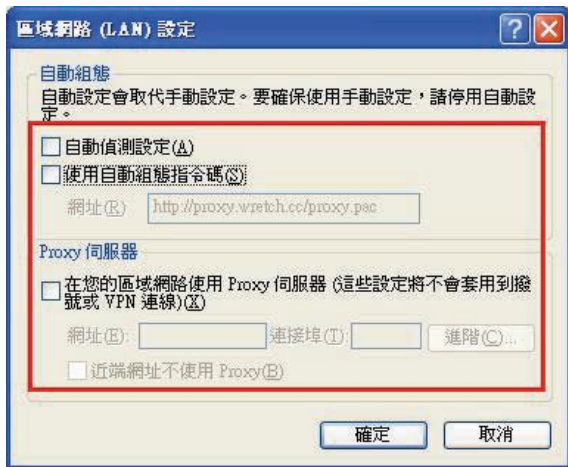 區域網路 (LAN) 設定
自動組態
自動設定會取代手動設定。要確保使用手動設定，請停用自動設
定。
自動偵測設定(A)
使用自動組態指令碼(S)
網址(R) http://proxy.wretch.cc/proxy.pac
Proxy 伺服器
在您的區域網路使用 Proxy 伺服器 (這些設定將不會套用到撥
號或 VPN 連線)(X)
網址(E): 連接埠(T): 進階(C)...
近端網址不使用 Proxy(B)
確定 取消